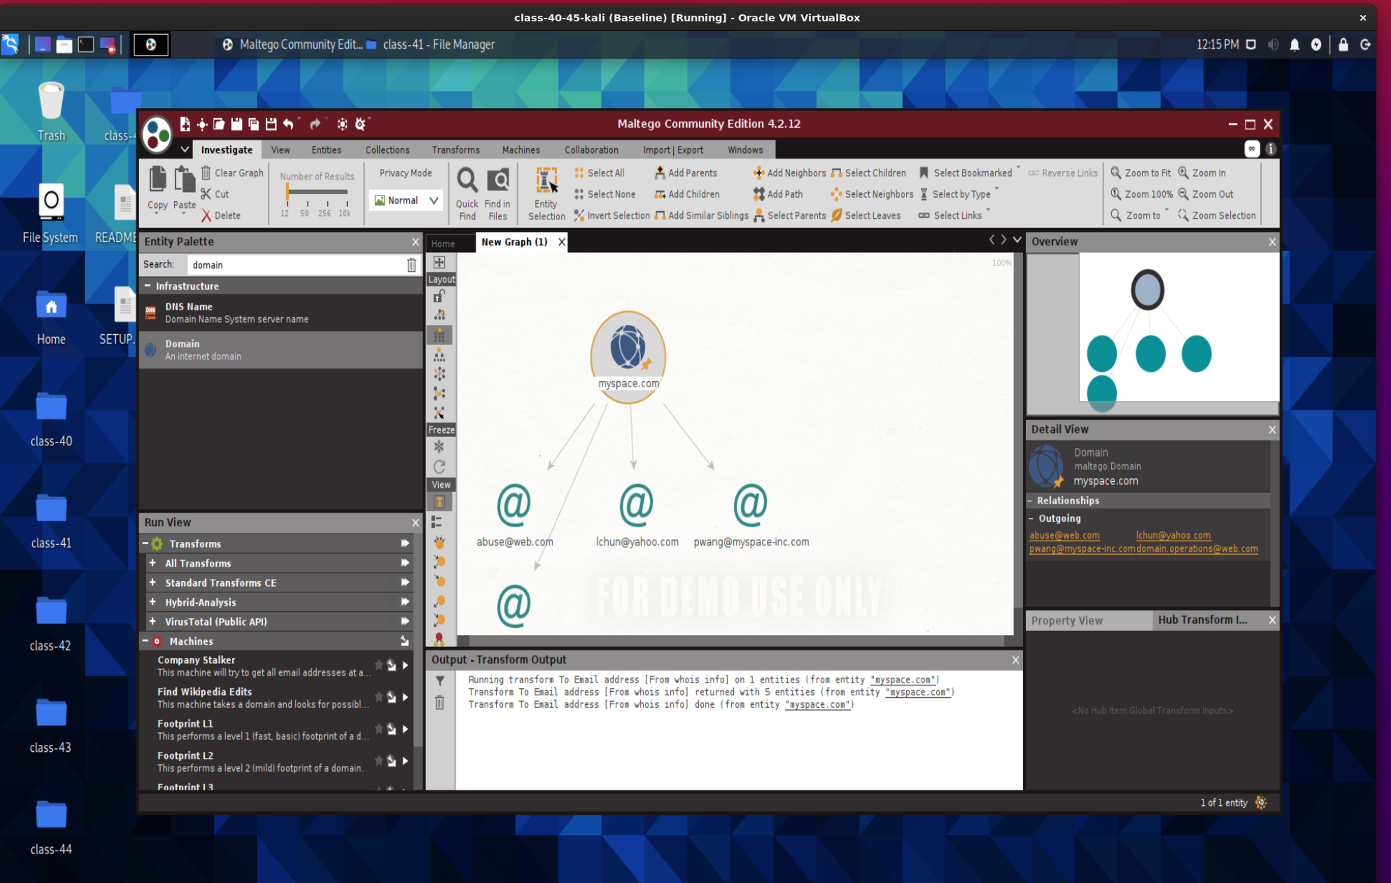 class-40-45-kali (Baseline) [Running] - Oracle VM VirtualBox
Maltego Community Edit...
class-41 - File Manager
12:15 PM
Trash
File System
Home
class-40
class-41
class-42
class-43
class-44
class-4
README
SETUP.
Maltego Community Edition 4.2.12
Investigate View Entities Collections Transforms Machines Collaboration Import | Export Windows
Copy Paste
Clear Graph
Cut
Delete
Number of Results
12 50 256 10k
Privacy Mode
Normal
Quick Find
Find in Files
Entity Selection
Select All
Select None
Invert Selection
Add Parents
Add Children
Add Similar Siblings
Add Neighbors
Add Path
Select Parents
Select Children
Select Neighbors
Select Leaves
Select Bookmarked
Select by Type
Select Links
Reverse Links
Zoom to Fit
Zoom 100%
Zoom to
Zoom In
Zoom Out
Zoom Selection
Entity Palette
Search: domain
Infrastructure
DNS Name
Domain Name System server name
Domain
An internet domain
Run View
Transforms
All Transforms
Standard Transforms CE
Hybrid-Analysis
VirusTotal (Public API)
Machines
Company Stalker
This machine will try to get all email addresses at a...
Find Wikipedia Edits
This machine takes a domain and looks for possibl...
Footprint L1
This performs a level 1 (fast, basic) footprint of a d...
Footprint L2
This performs a level 2 (mild) footprint of a domain.
Footprint L3
Home
New Graph (1)
Layout
Freeze
View
100%
myspace.com
abuse@web.com
lchun@yahoo.com
pwang@myspace-inc.com
FOR DEMO USE ONLY
Output - Transform Output
Running transform To Email address [From whois info] on 1 entities (from entity "myspace.com")
Transform To Email address [From whois info] returned with 5 entities (from entity "myspace.com")
Transform To Email address [From whois info] done (from entity "myspace.com")
Overview
Detail View
Domain
maltego.Domain
myspace.com
Relationships
Outgoing
abuse@web.com lchun@yahoo.com
pwang@myspace-inc.com domain.operations@web.com
Property View
Hub Transform I...
<No Hub Item Global Transform Inputs>
1 of 1 entity